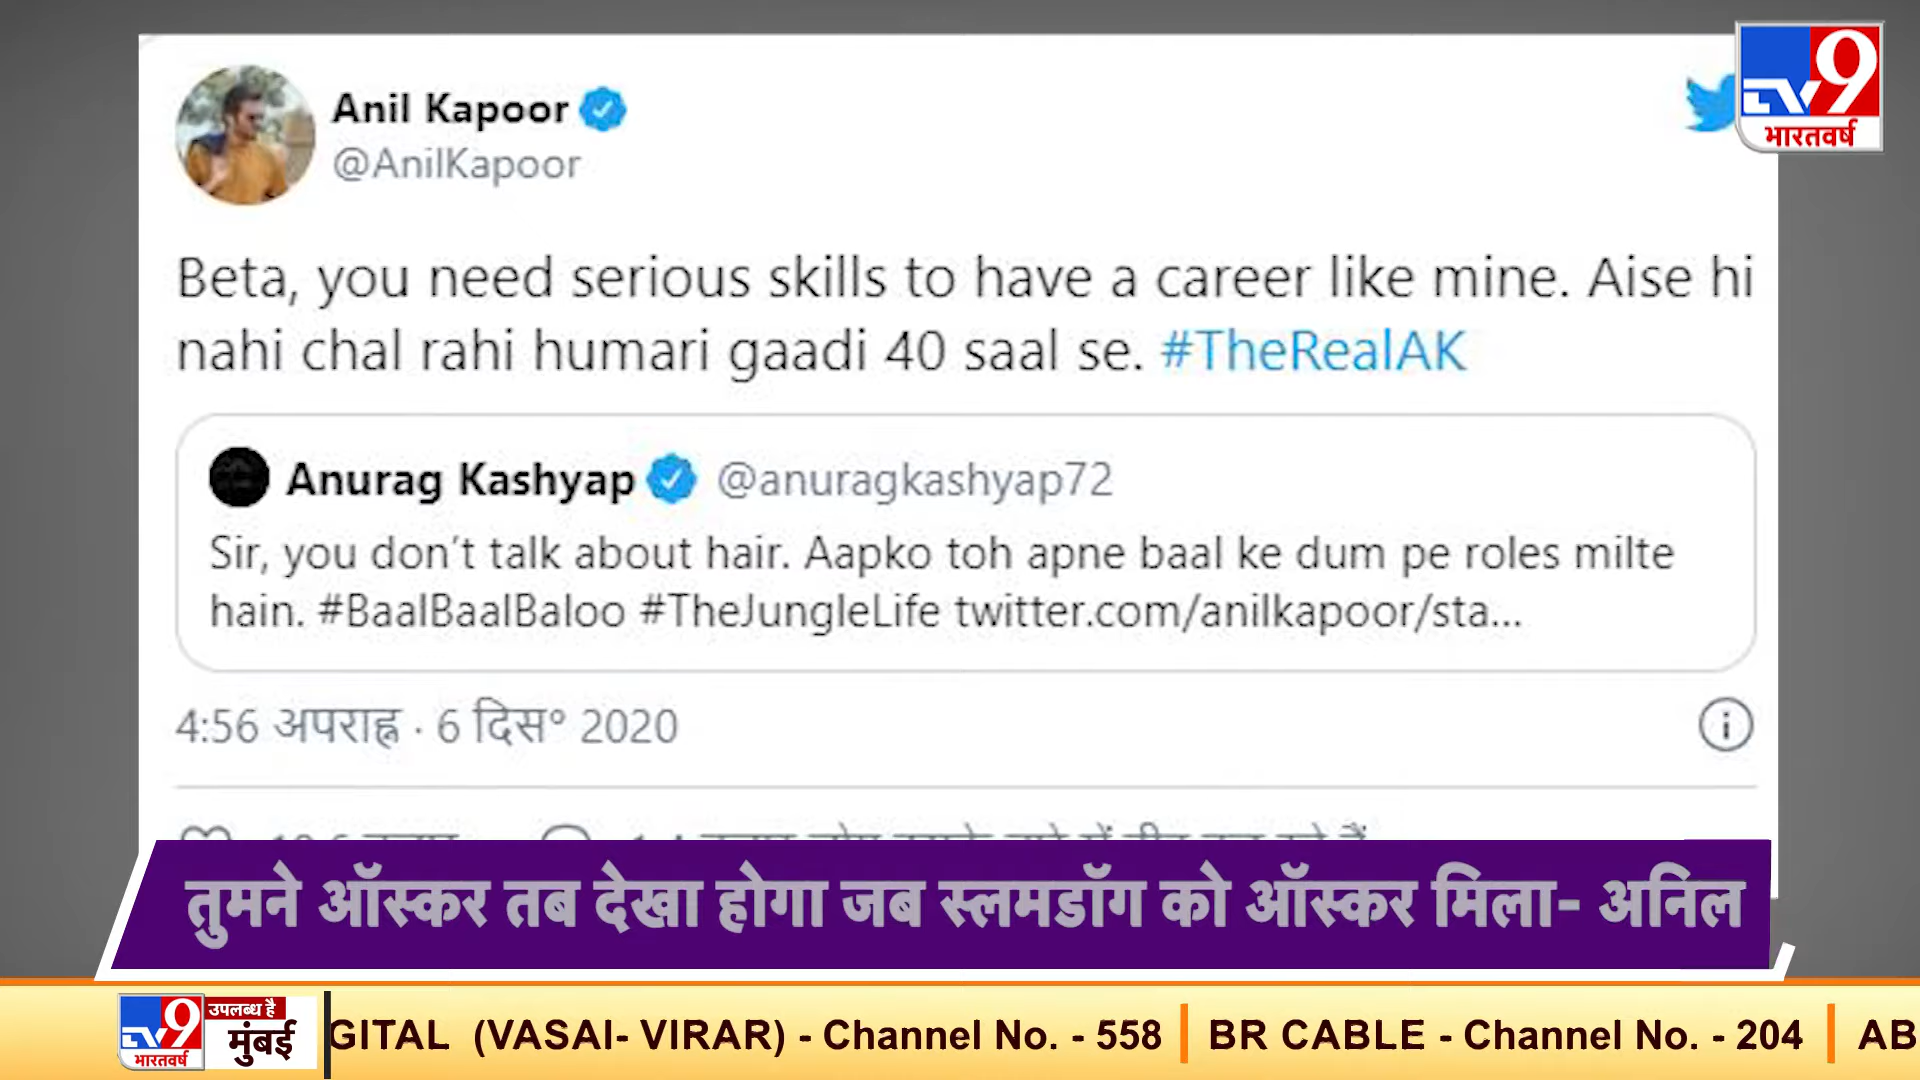 Anil Kapoor
@AnilKapoor
TV9
भारतवर्ष
Beta, you need serious skills to have a career like mine. Aise hi
nahi chal rahi humari gaadi 40 saal se. #TheRealAK
Anurag Kashyap @anuragkashyap72
Sir, you don't talk about hair. Aapko toh apne baal ke dum pe roles milte
hain. #BaalBaalBaloo #TheJungleLife twitter.com/anilkapoor/sta...
4:56 अपराह्न · 6 दिस॰ 2020
तुमने ऑस्कर तब देखा होगा जब स्लमडॉग को ऑस्कर मिला- अनिल
TV9 भारतवर्ष उपलब्ध है मुंबई
GITAL (VASAI- VIRAR) - Channel No. - 558 | BR CABLE - Channel No. - 204 | AB